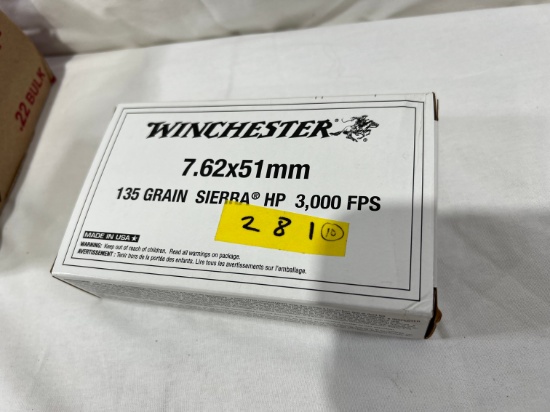 .22 BULK
WINCHESTER
7.62x51mm
135 GRAIN SIERRA® HP 3,000 FPS
281 10
MADE IN USA ★
WARNING: Keep out of reach of children. Read all warnings on package.
AVERTISSEMENT: Tenir hors de la portée des enfants. Lire tous les avertissements sur l'emballage.